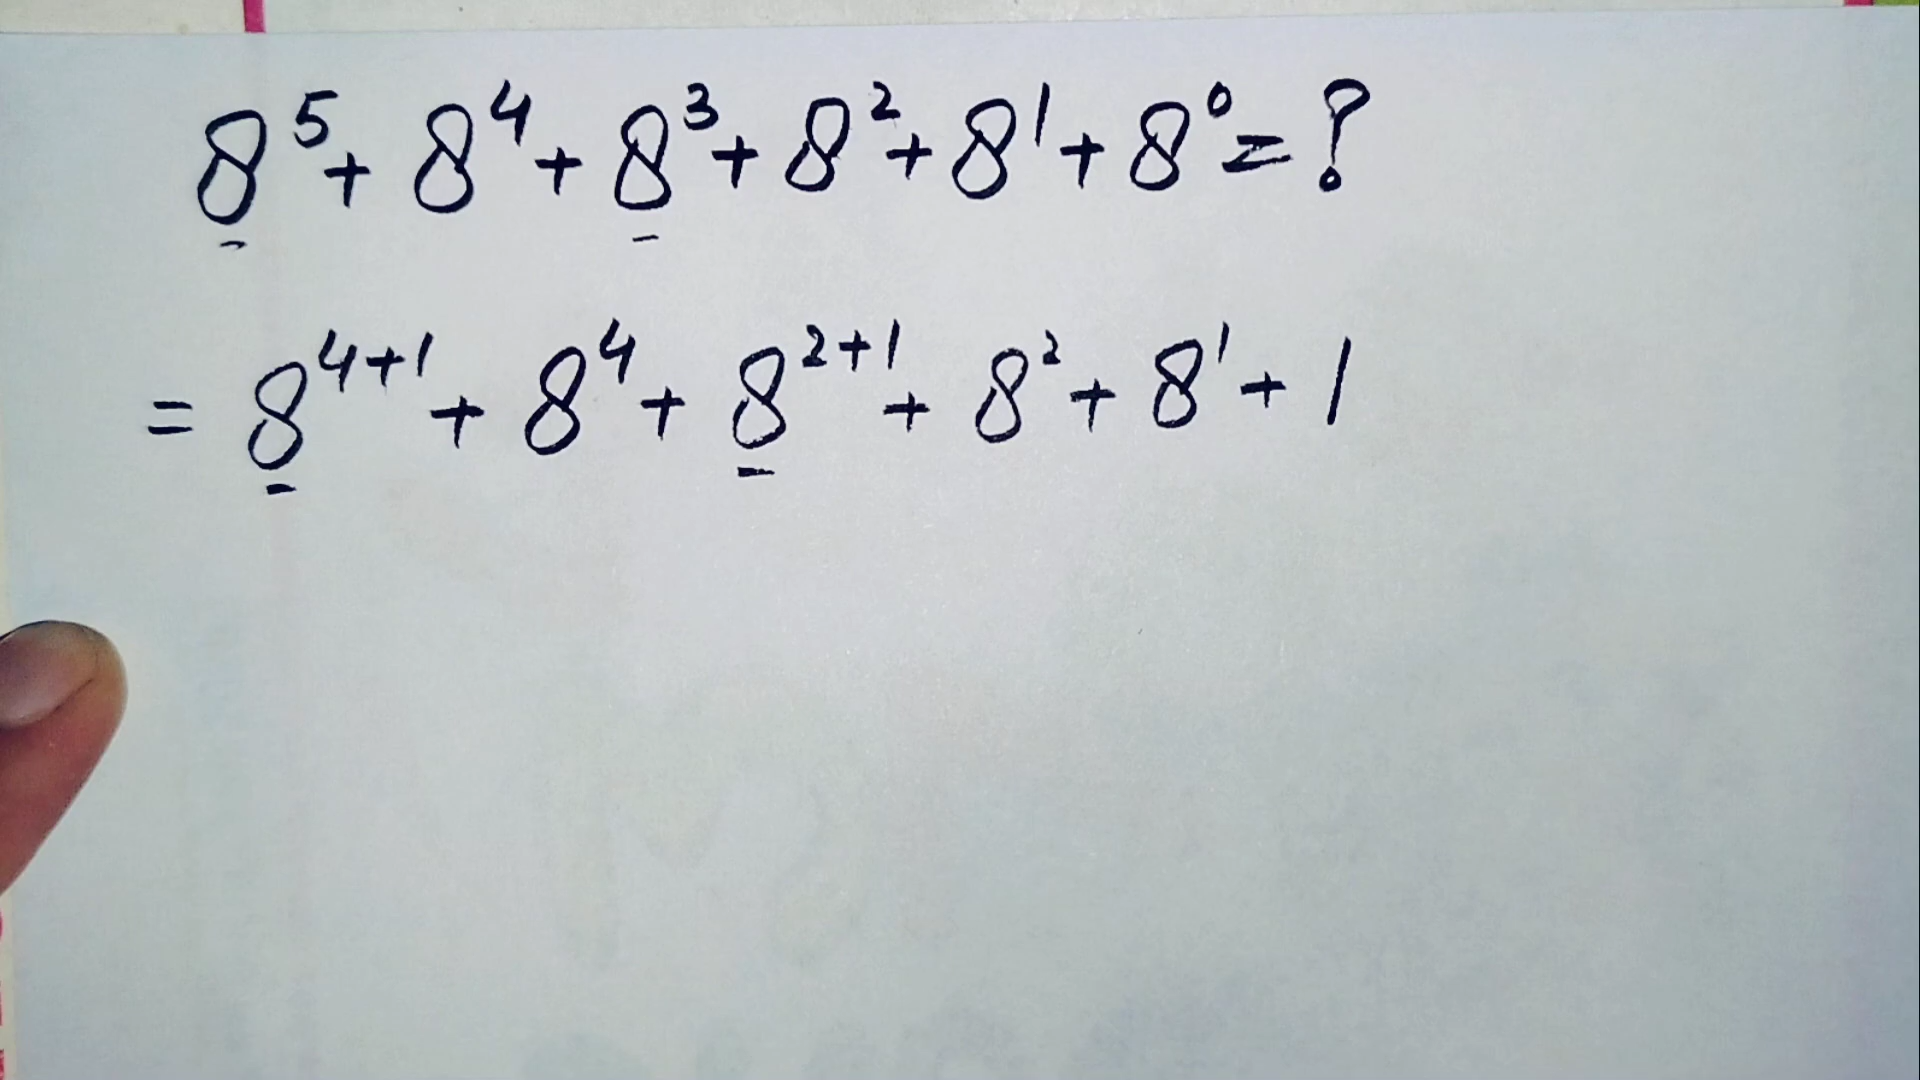 8⁵ + 8⁴ + 8³ + 8² + 8¹ + 8⁰ = ?
= 8⁴⁺¹ + 8⁴ + 8²⁺¹ + 8² + 8¹ + 1